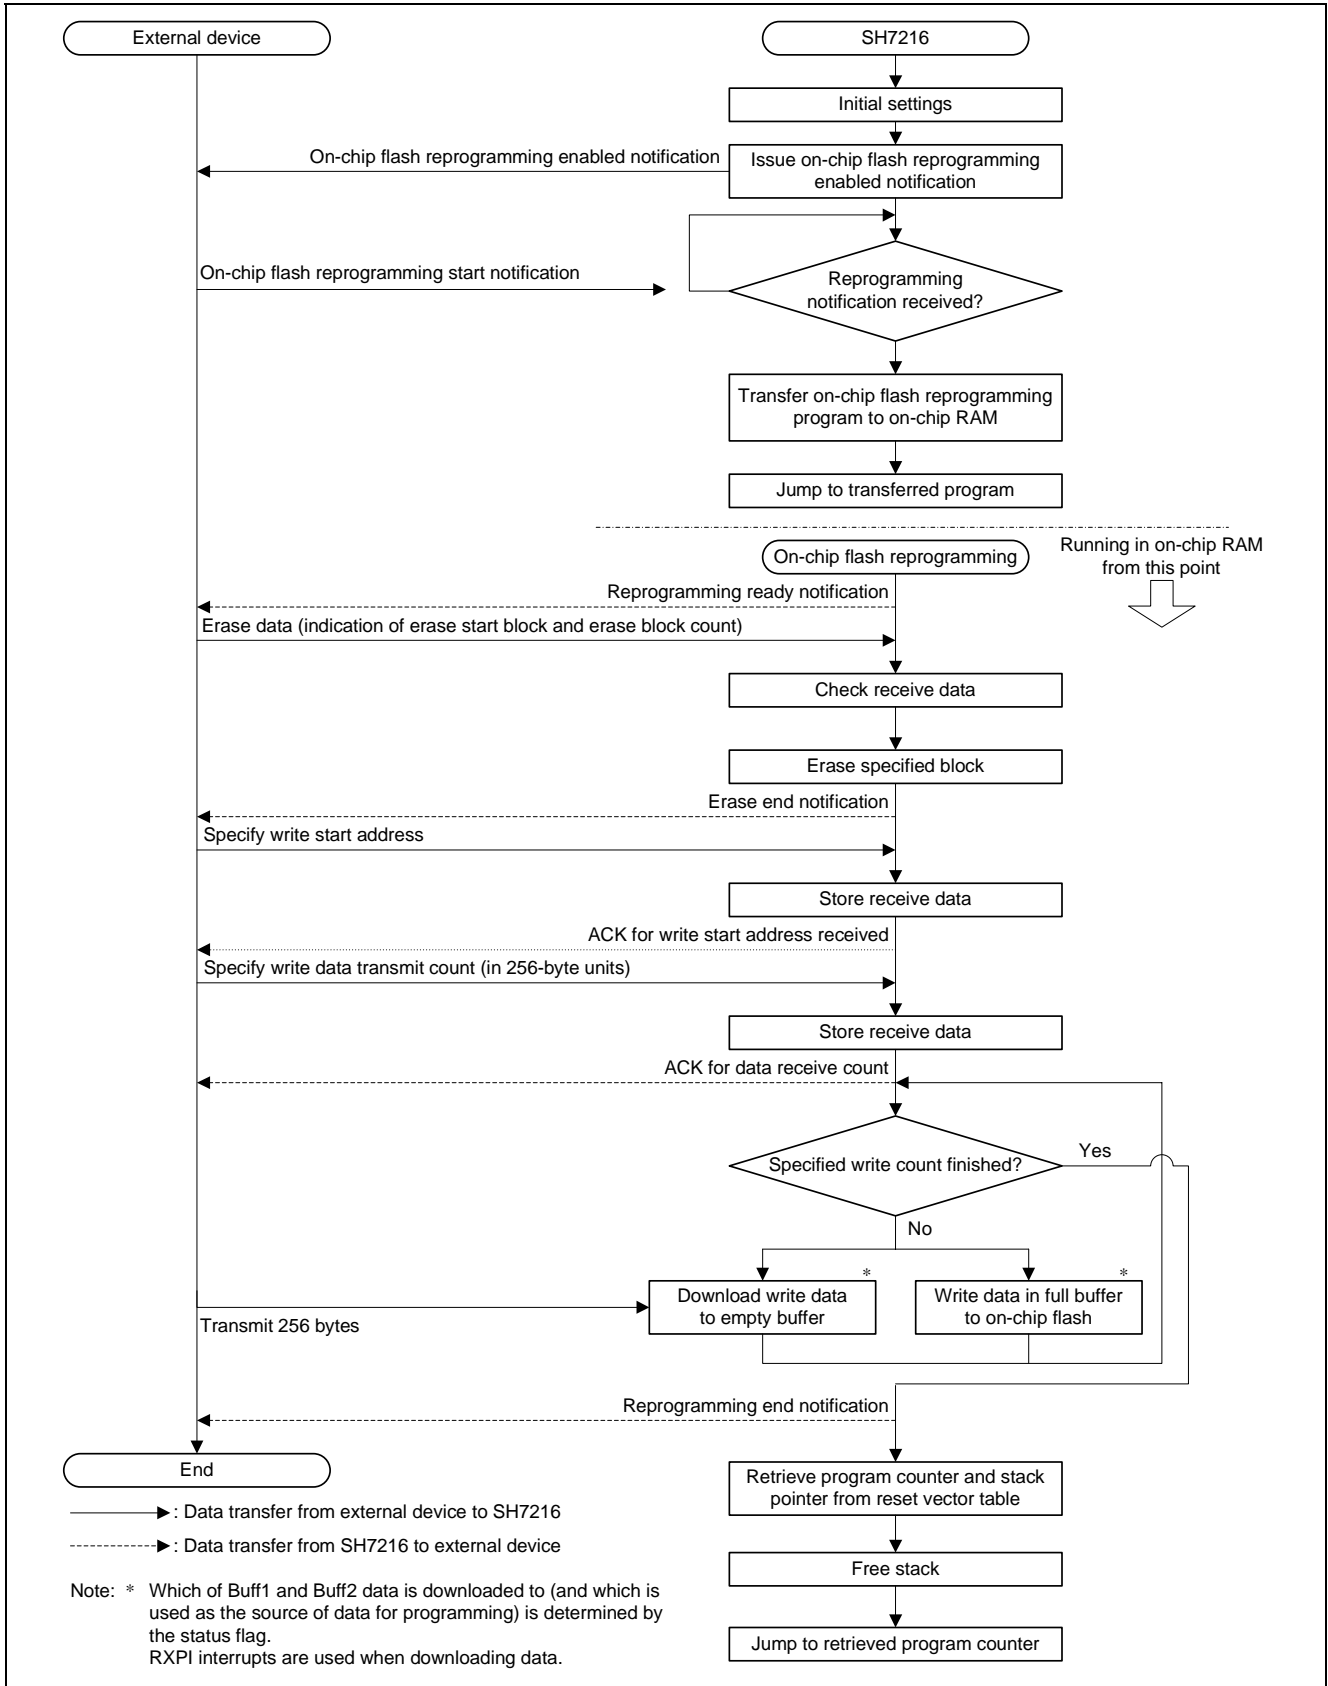 External device
SH7216
Initial settings
On-chip flash reprogramming enabled notification
Issue on-chip flash reprogramming
enabled notification
On-chip flash reprogramming start notification
Reprogramming
notification received?
Transfer on-chip flash reprogramming
program to on-chip RAM
Jump to transferred program
On-chip flash reprogramming
Running in on-chip RAM
from this point
Reprogramming ready notification
Erase data (indication of erase start block and erase block count)
Check receive data
Erase specified block
Erase end notification
Specify write start address
Store receive data
ACK for write start address received
Specify write data transmit count (in 256-byte units)
Store receive data
ACK for data receive count
Specified write count finished?
Yes
No
*
*
Download write data
to empty buffer
Write data in full buffer
to on-chip flash
Transmit 256 bytes
Reprogramming end notification
End
Retrieve program counter and stack
pointer from reset vector table
: Data transfer from external device to SH7216
: Data transfer from SH7216 to external device
Free stack
Note: * Which of Buff1 and Buff2 data is downloaded to (and which is
used as the source of data for programming) is determined by
the status flag.
RXPI interrupts are used when downloading data.
Jump to retrieved program counter